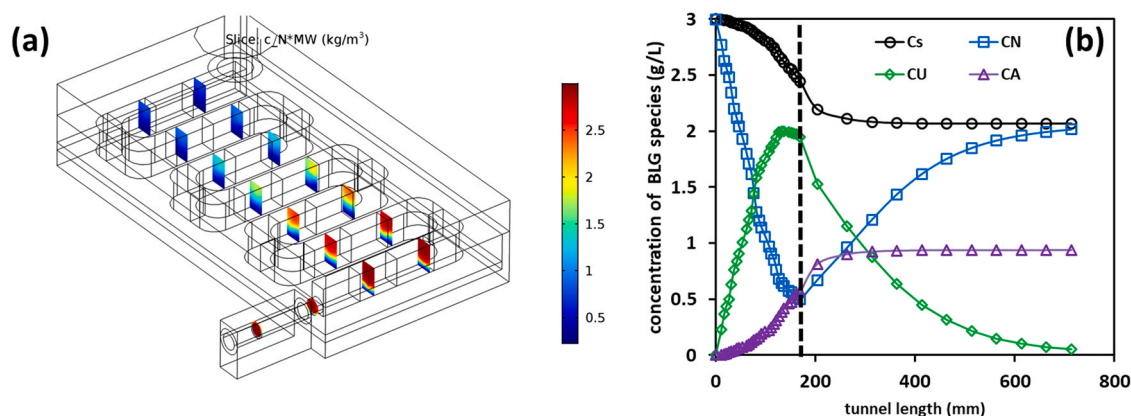 (a)
Slice: c_N*MW (kg/m³)
2.5
2
1.5
1
0.5
(b)
Cs
CN
CU
CA
concentration of BLG species (g/L)
3
2.5
2
1.5
1
0.5
0
0
200
400
600
800
tunnel length (mm)